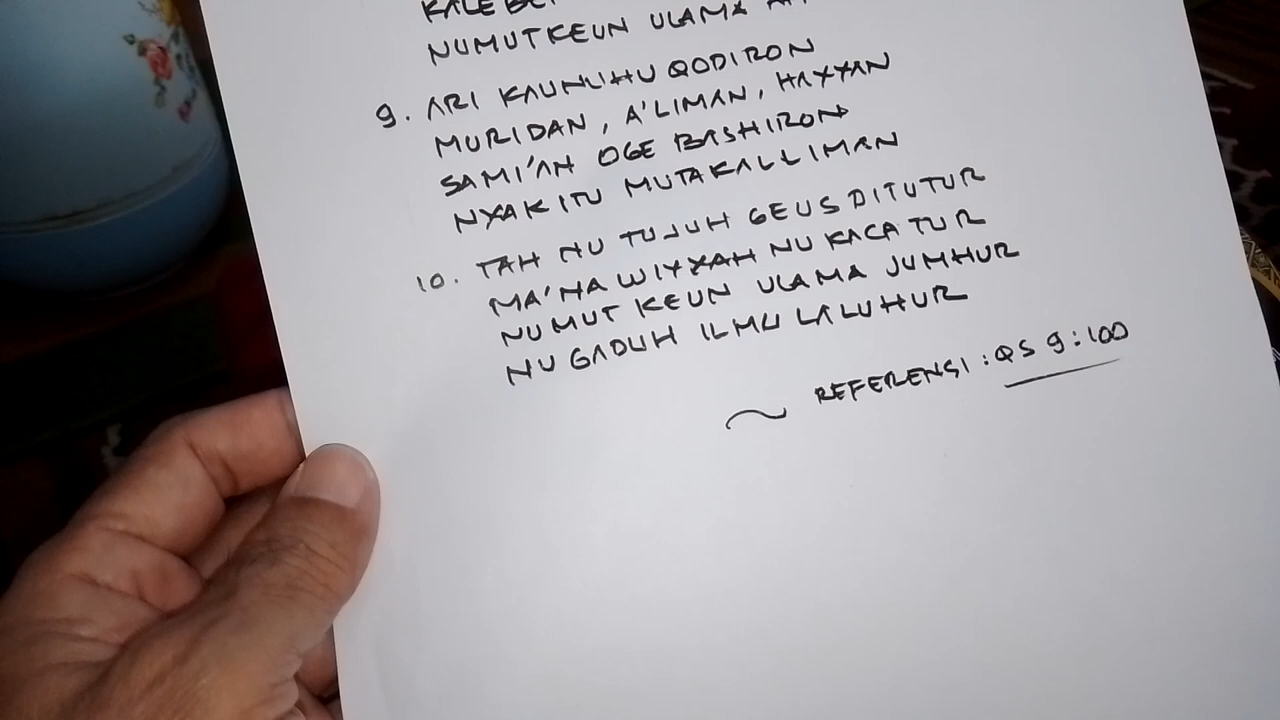 NUMUTKEUN ULAMA
9. ARI KAUNUHU QODIRON
MURIDAN, A'LIMAN, HAYYAN
SAMI'AN OGE BASHIRON
NYAKITU MUTAKALLIMAN
10. TAH NU TUJUH GEUS DITUTUR
MA'NAWIYYAH NU KACATUR
NUMUTKEUN ULAMA JUMHUR
NU GADUH ILMU LALUHUR
~ REFERENSI : QS 9:100